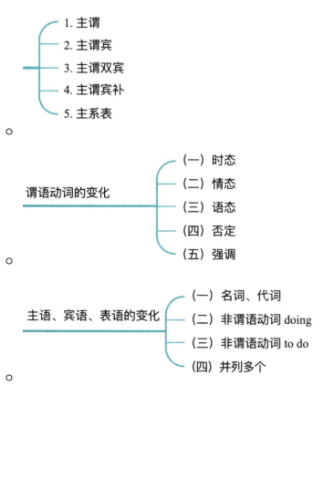 1. 主谓
2. 主谓宾
3. 主谓双宾
4. 主谓宾补
5. 主系表
谓语动词的变化
（一）时态
（二）情态
（三）语态
（四）否定
（五）强调
主语、宾语、表语的变化
（一）名词、代词
（二）非谓语动词 doing
（三）非谓语动词 to do
（四）并列多个